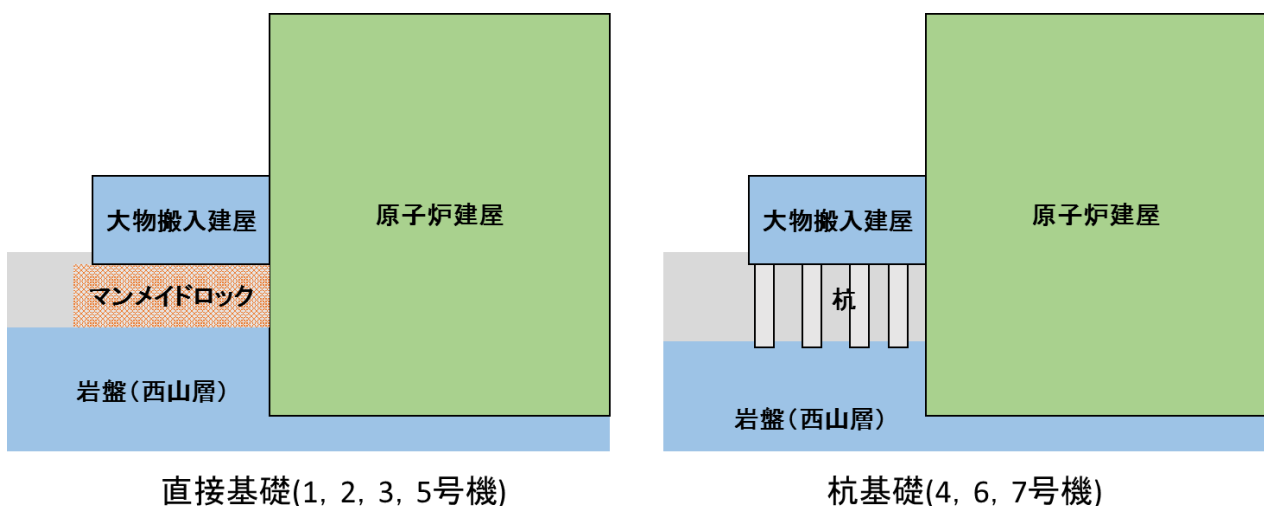 大物搬入建屋
原子炉建屋
マンメイドロック
岩盤(西山層)
直接基礎(1, 2, 3, 5号機)
大物搬入建屋
原子炉建屋
杭
岩盤(西山層)
杭基礎(4, 6, 7号機)